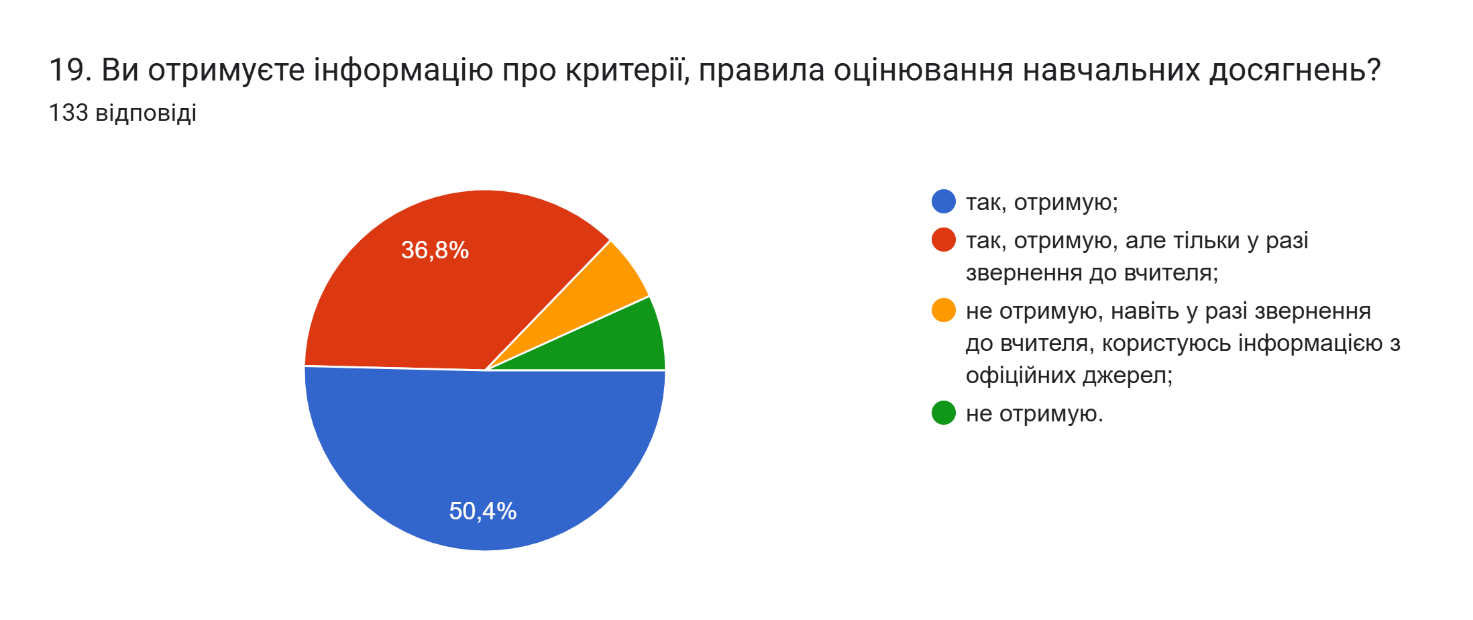 19. Ви отримуєте інформацію про критерії, правила оцінювання навчальних досягнень?
133 відповіді
36,8%
50,4%
так, отримую;
так, отримую, але тільки у разі
звернення до вчителя;
не отримую, навіть у разі звернення
до вчителя, користуюсь інформацією з
офіційних джерел;
не отримую.